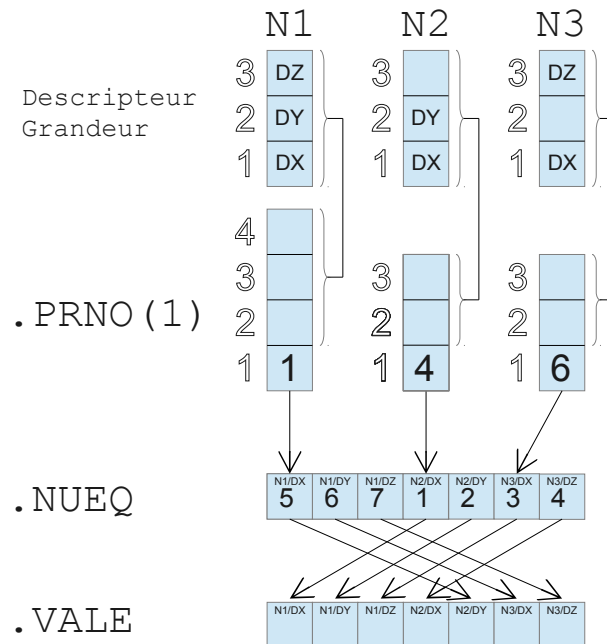 N1 N2 N3
3 DZ 3 3 DZ
Descripteur
Grandeur
2 DY 2 DY 2
1 DX 1 DX 1 DX
4
3 3 3
.PRNO(1)
2 2 2
1 1 1 4 1 6
.NUEQ
N1/DX N1/DY N1/DZ N2/DX N2/DY N3/DX N3/DZ
5 6 7 1 2 3 4
.VALE
N1/DX N1/DY N1/DZ N2/DX N2/DY N3/DX N3/DZ